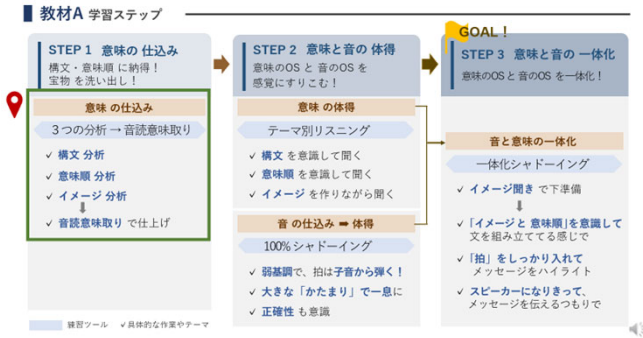 教材A 学習ステップ
STEP 1 意味の 仕込み
構文・意味順 に納得！
宝物 を洗い出し！
意味 の仕込み
３つの分析 → 音読意味取り
✓ 構文 分析
✓ 意味順 分析
✓ イメージ 分析
✓ 音読意味取り で仕上げ
STEP 2 意味と音の 体得
意味のOS と 音のOS を
感覚にすりこむ！
意味 の体得
テーマ別リスニング
✓ 構文 を意識して聞く
✓ 意味順 を意識して聞く
✓ イメージ を作りながら聞く
音 の仕込み ➡ 体得
100% シャドーイング
✓ 弱基調で、拍は子音から弾く！
✓ 大きな「かたまり」で一息に
✓ 正確性 も意識
GOAL！
STEP 3 意味と音の 一体化
意味のOSと 音のOS を一体化！
音と意味の一体化
一体化シャドーイング
✓ イメージ聞き で下準備
✓ 「イメージと 意味順」を意識して
文を組み立ててる感じで
✓ 「拍」をしっかり入れて
メッセージをハイライト
✓ スピーカーになりきって、
メッセージを伝えるつもりで
練習ツール ✓具体的な作業やテーマ